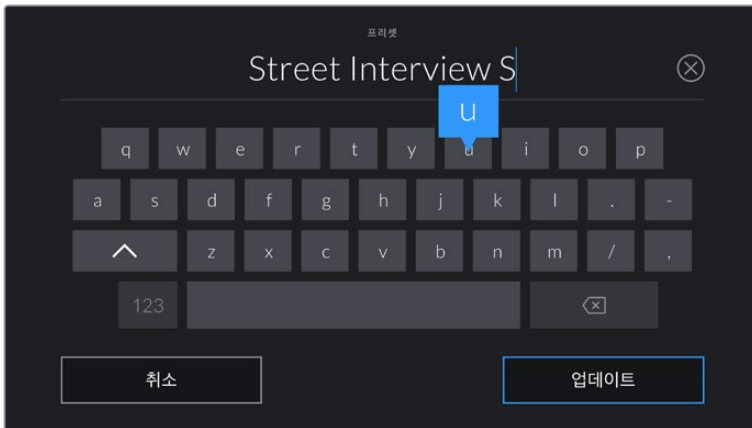 프리셋
Street Interview S
u
q w e r t y u i o p
a s d f g h j k l . -
z x c v b n m / ,
123
취소 업데이트